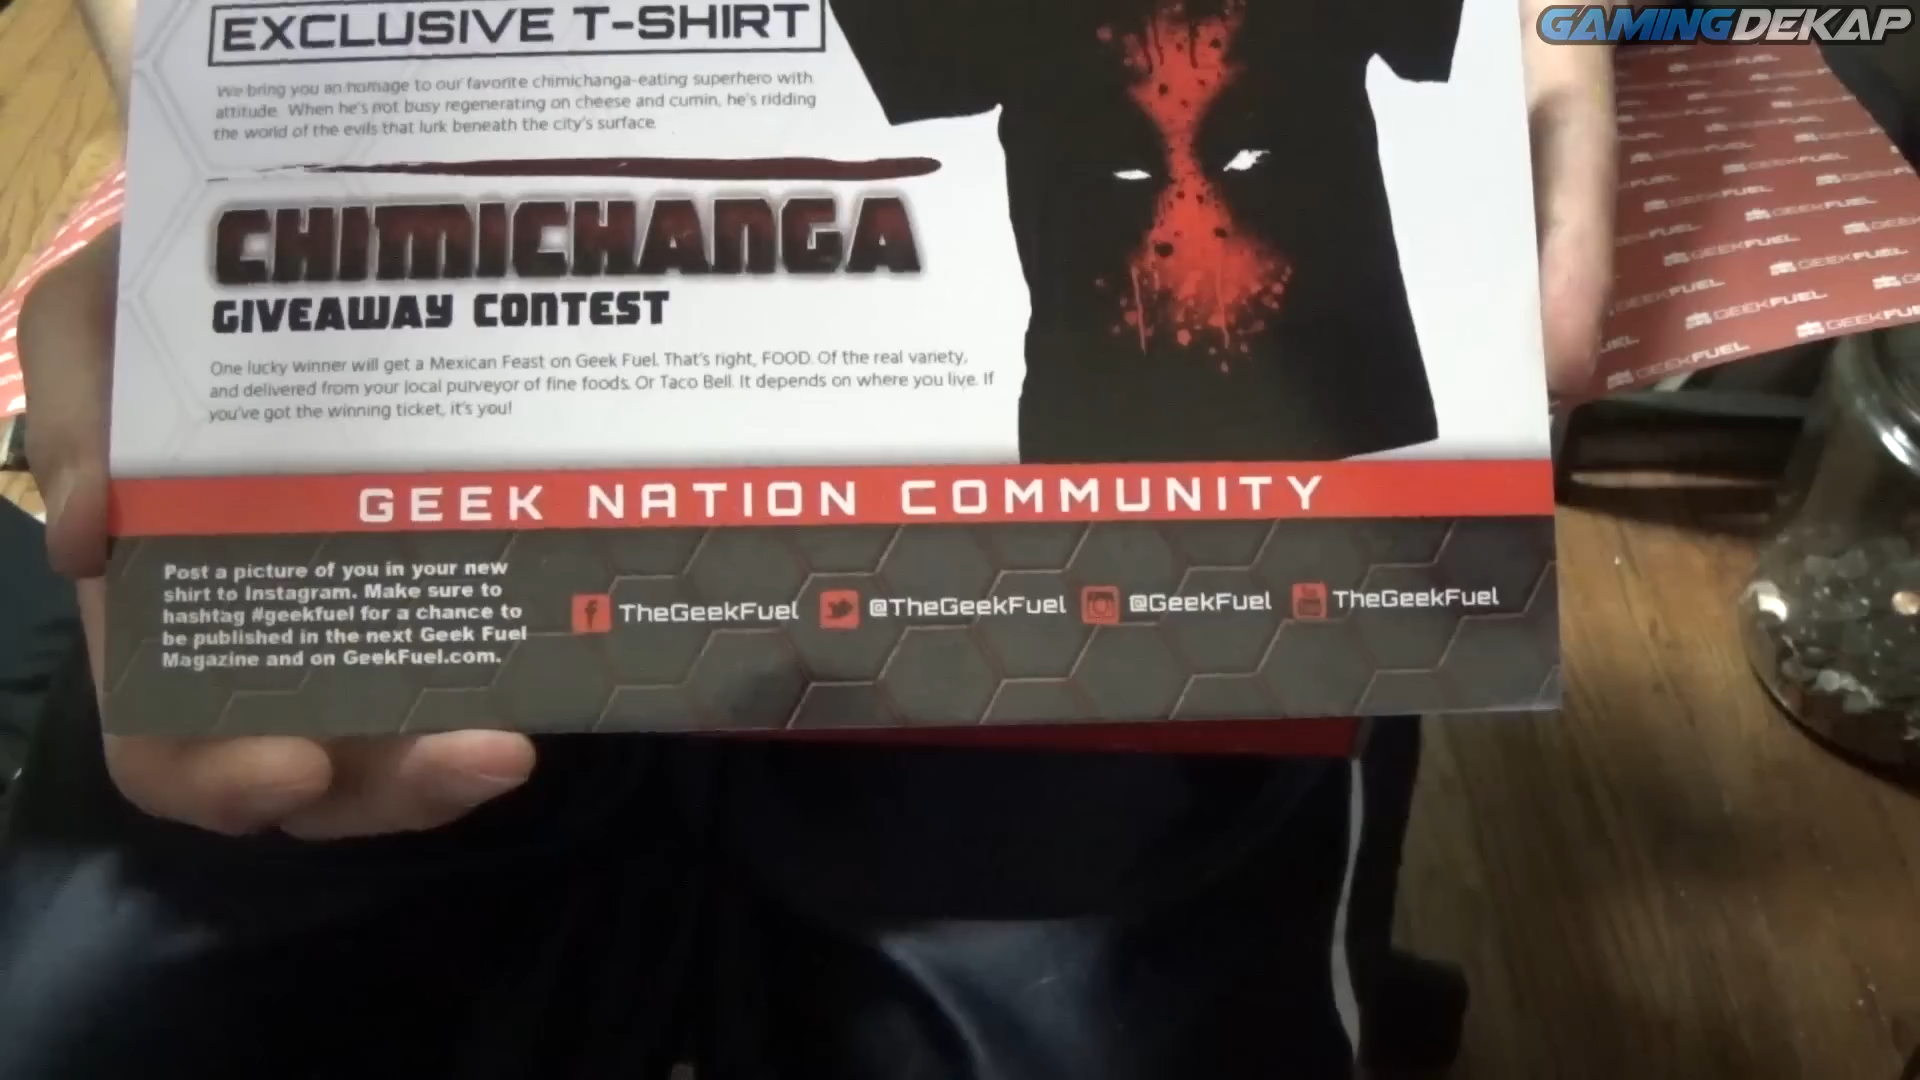 GAMINGDEKAP
EXCLUSIVE T-SHIRT
We bring you an homage to our favorite chimichanga-eating superhero with
attitude. When he's not busy regenerating on cheese and cumin, he's ridding
the world of the evils that lurk beneath the city's surface.
CHIMICHANGA
GIVEAWAY CONTEST
One lucky winner will get a Mexican Feast on Geek Fuel. That's right, FOOD. Of the real variety,
and delivered from your local purveyor of fine foods. Or Taco Bell. It depends on where you live. If
you've got the winning ticket, it's you!
GEEK NATION COMMUNITY
Post a picture of you in your new
shirt to Instagram. Make sure to
hashtag #geekfuel for a chance to
be published in the next Geek Fuel
Magazine and on GeekFuel.com.
TheGeekFuel @TheGeekFuel @GeekFuel TheGeekFuel
GEEKFUEL
GEEKFUEL
GEEKFUEL
GEEKFUEL